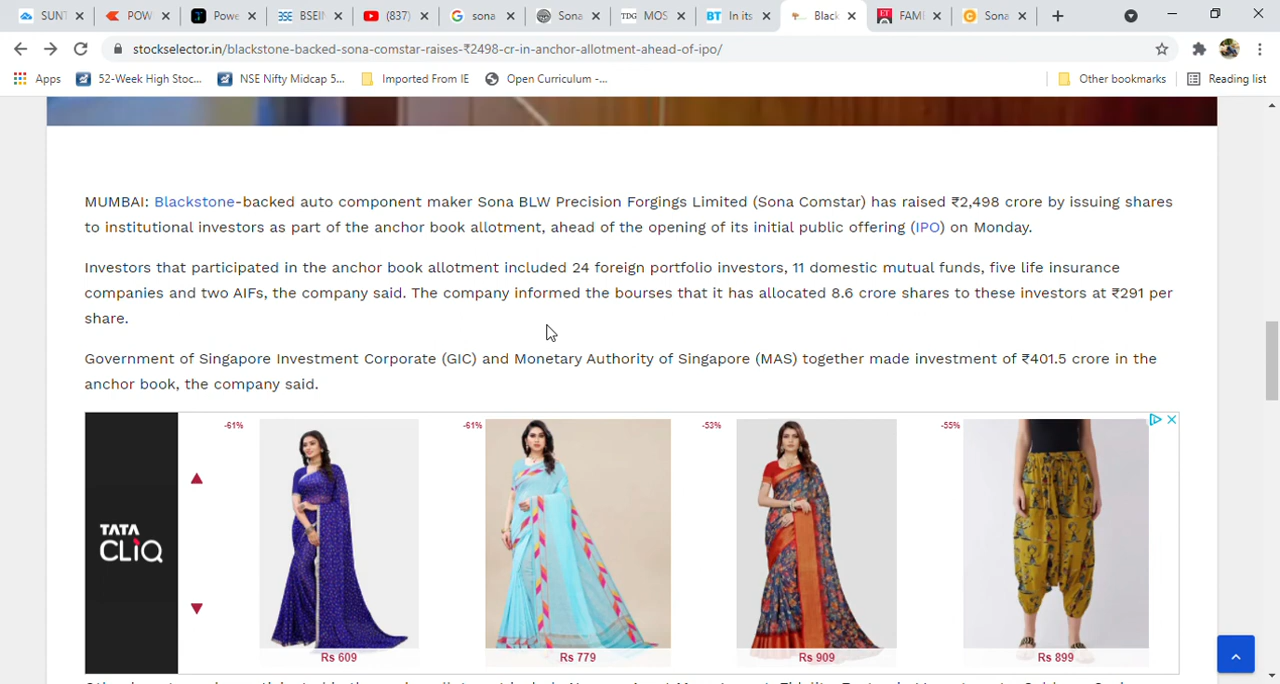 SUNT
POW
Powe
BSEIN
(837)
sona
Sona
TDG MOS
BT In its
Black
ET FAMI
Sona
stockselector.in/blackstone-backed-sona-comstar-raises-₹2498-cr-in-anchor-allotment-ahead-of-ipo/
Apps 52-Week High Stoc... NSE Nifty Midcap 5... Imported From IE Open Curriculum -... Other bookmarks Reading list
MUMBAI: Blackstone-backed auto component maker Sona BLW Precision Forgings Limited (Sona Comstar) has raised ₹2,498 crore by issuing shares
to institutional investors as part of the anchor book allotment, ahead of the opening of its initial public offering (IPO) on Monday.
Investors that participated in the anchor book allotment included 24 foreign portfolio investors, 11 domestic mutual funds, five life insurance
companies and two AIFs, the company said. The company informed the bourses that it has allocated 8.6 crore shares to these investors at ₹291 per
share.
Government of Singapore Investment Corporate (GIC) and Monetary Authority of Singapore (MAS) together made investment of ₹401.5 crore in the
anchor book, the company said.
-61% -61% -53% -55%
TATA
CLiQ
Rs 609 Rs 779 Rs 909 Rs 899